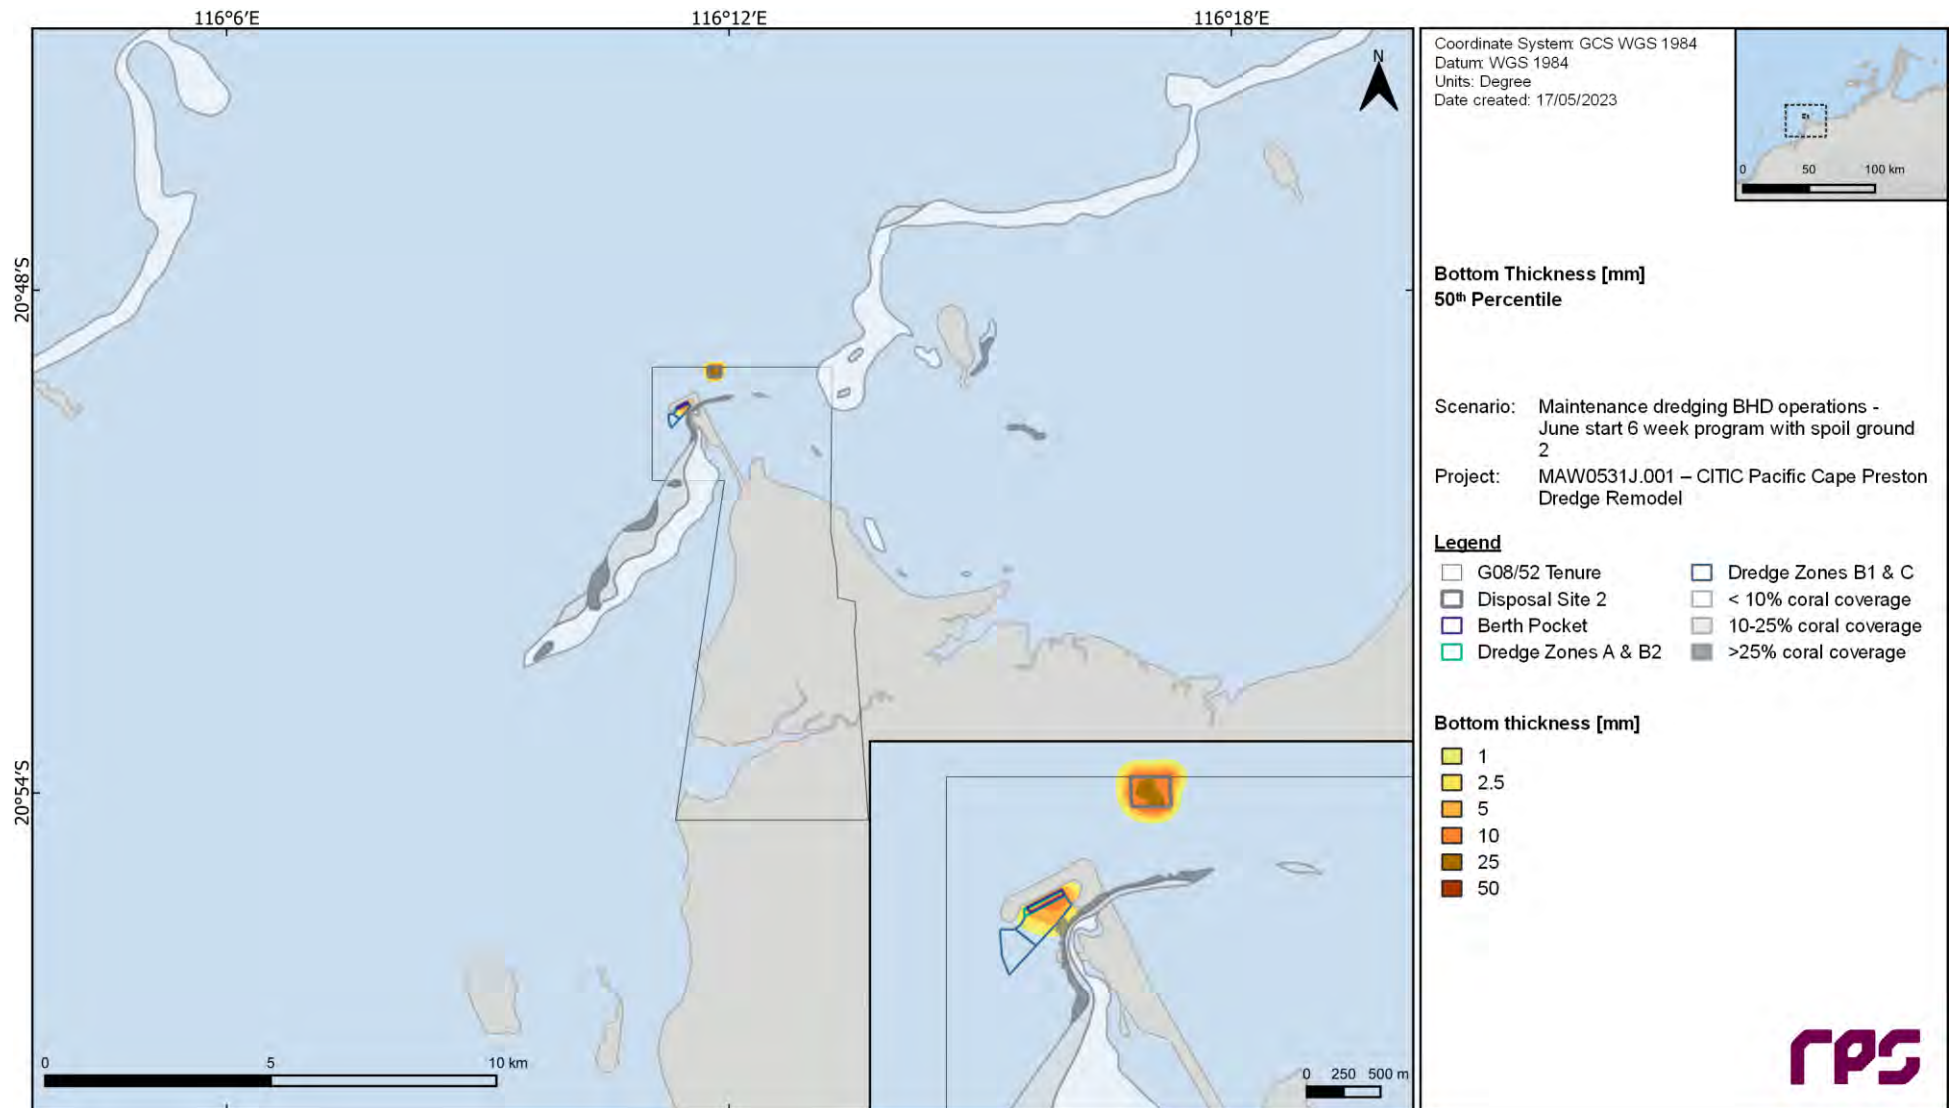 116°6'E
116°12'E
116°18'E
20°48'S
20°54'S
N
0
5
10 km
0
250
500 m
Coordinate System: GCS WGS 1984
Datum: WGS 1984
Units: Degree
Date created: 17/05/2023
0
50
100 km
Bottom Thickness [mm]
50th Percentile
Scenario: Maintenance dredging BHD operations -
June start 6 week program with spoil ground
2
Project: MAW0531J.001 – CITIC Pacific Cape Preston
Dredge Remodel
Legend
G08/52 Tenure
Disposal Site 2
Berth Pocket
Dredge Zones A & B2
Dredge Zones B1 & C
< 10% coral coverage
10-25% coral coverage
>25% coral coverage
Bottom thickness [mm]
1
2.5
5
10
25
50
rps